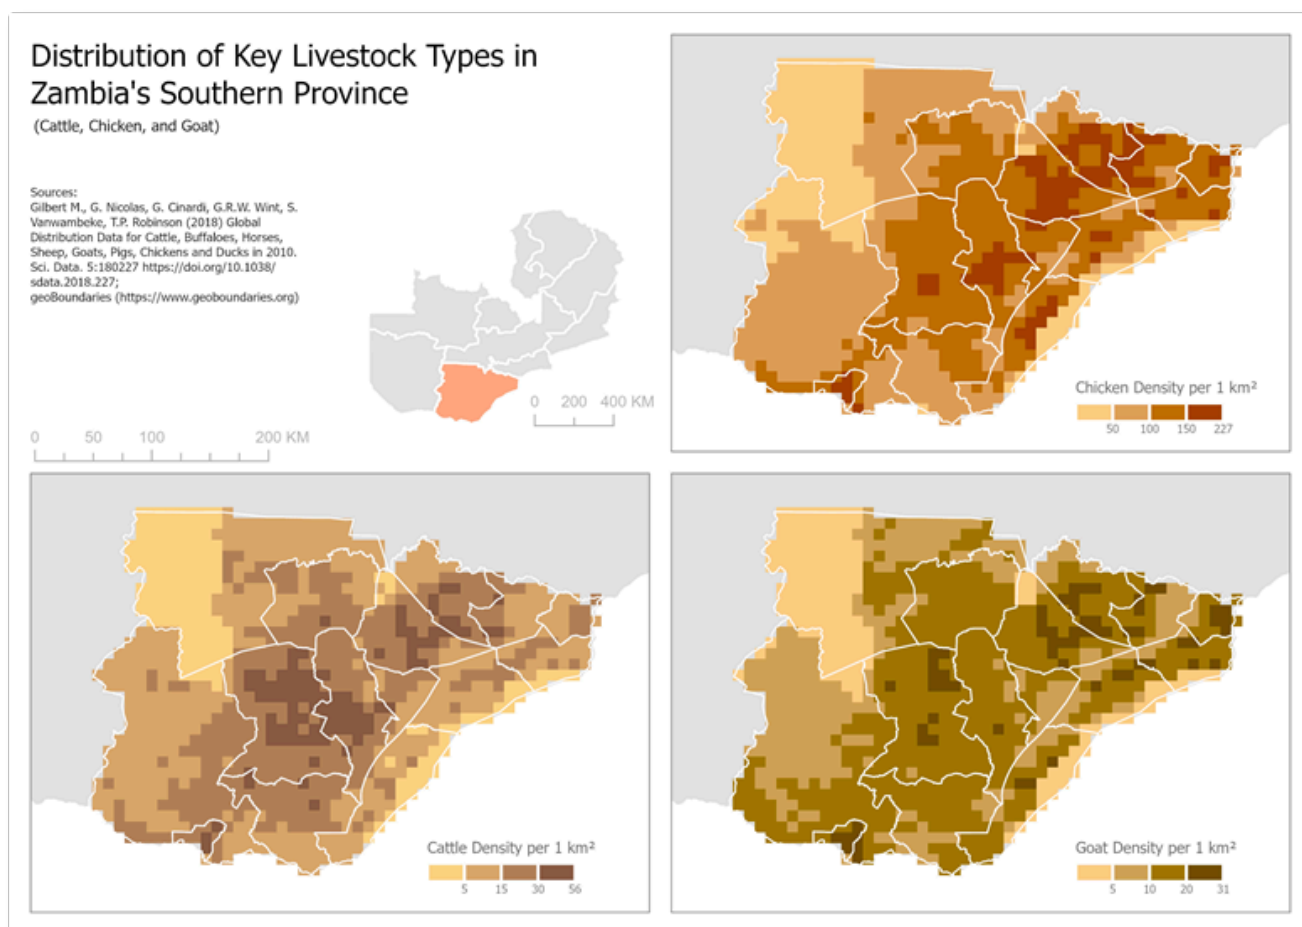 Distribution of Key Livestock Types in
Zambia's Southern Province
(Cattle, Chicken, and Goat)
Sources:
Gilbert M., G. Nicolas, G. Cinardi, G.R.W. Wint, S.
Vanwambeke, T.P. Robinson (2018) Global
Distribution Data for Cattle, Buffaloes, Horses,
Sheep, Goats, Pigs, Chickens and Ducks in 2010.
Sci. Data. 5:180227 https://doi.org/10.1038/
sdata.2018.227;
geoBoundaries (https://www.geoboundaries.org)
0 200 400 KM
0 50 100 200 KM
Chicken Density per 1 km²
50 100 150 227
Cattle Density per 1 km²
5 15 30 56
Goat Density per 1 km²
5 10 20 31